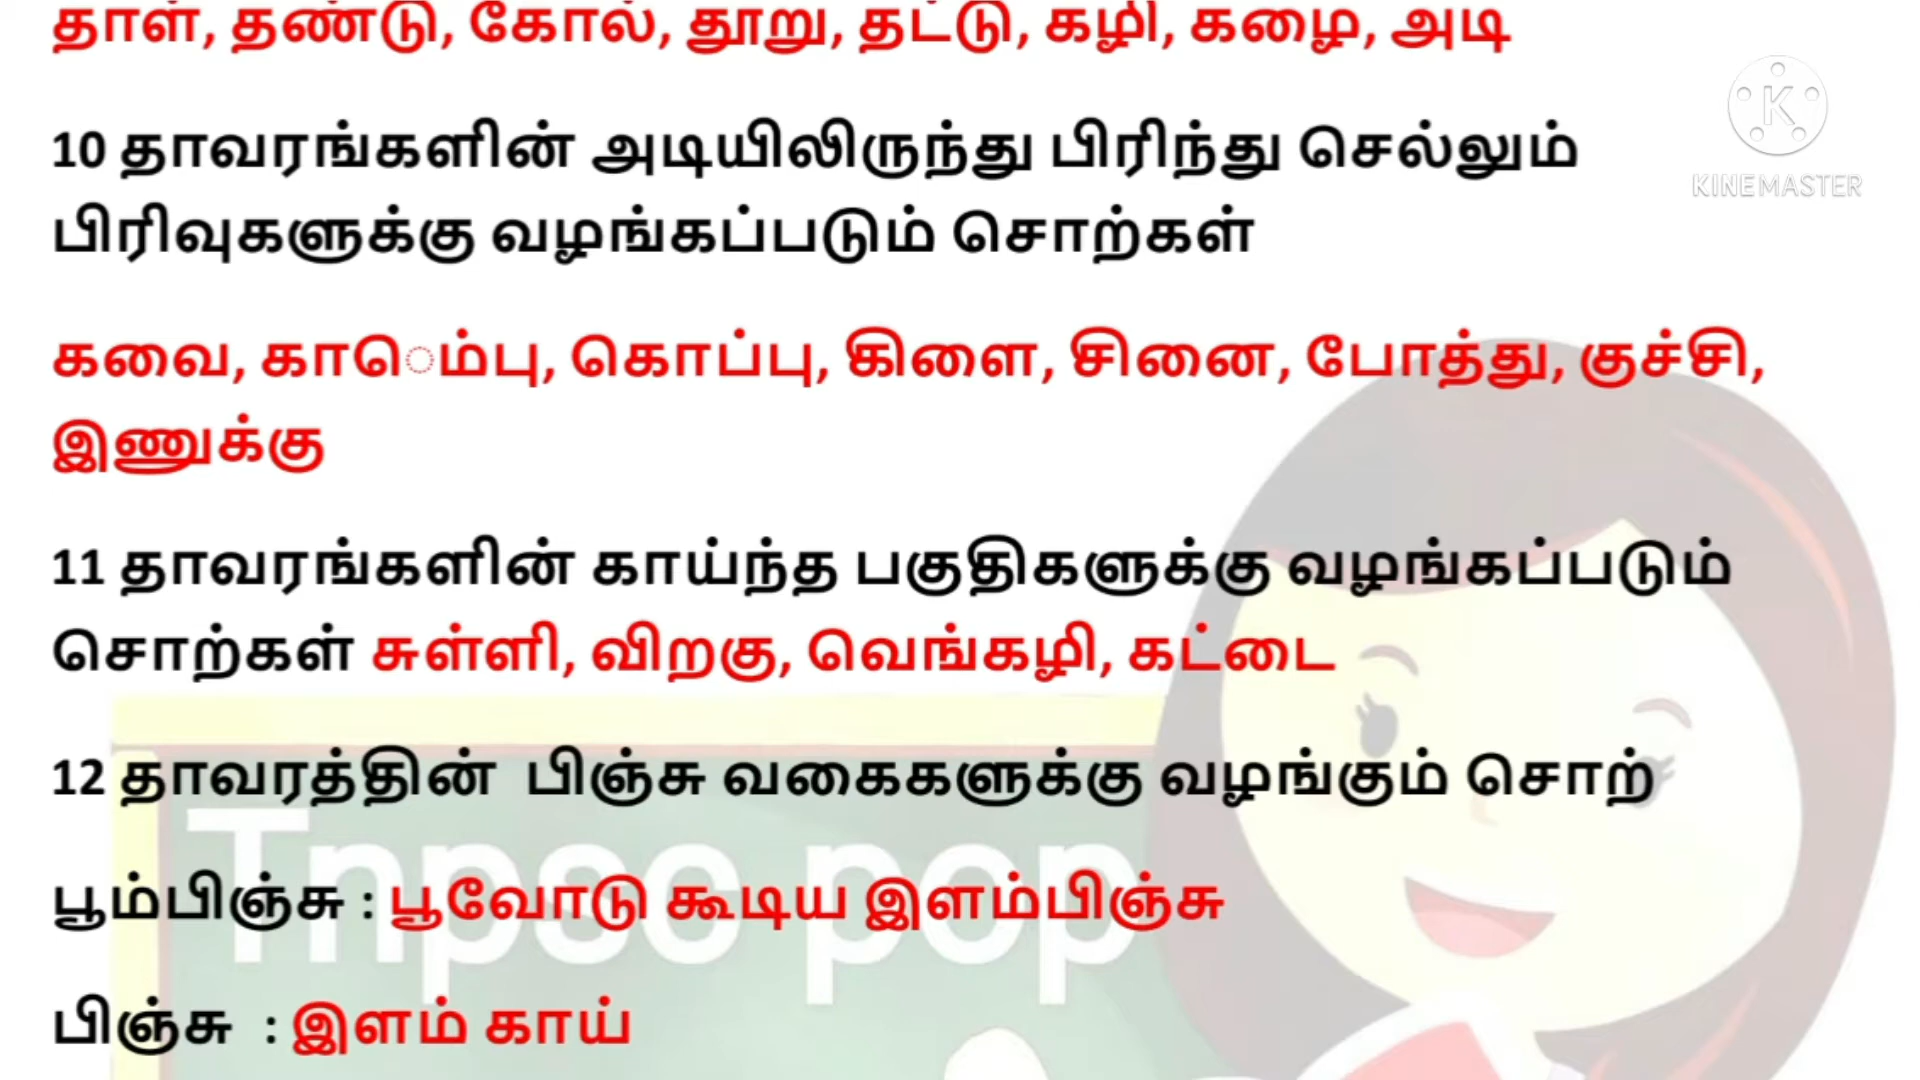 தாள், தண்டு, கோல், தூறு, தட்டு, கழி, கழை, அடி
10 தாவரங்களின் அடியிலிருந்து பிரிந்து செல்லும்
பிரிவுகளுக்கு வழங்கப்படும் சொற்கள்
கவை, காெம்பு, கொப்பு, கிளை, சினை, போத்து, குச்சி,
இணுக்கு
11 தாவரங்களின் காய்ந்த பகுதிகளுக்கு வழங்கப்படும்
சொற்கள் சுள்ளி, விறகு, வெங்கழி, கட்டை
12 தாவரத்தின் பிஞ்சு வகைகளுக்கு வழங்கும் சொற்
பூம்பிஞ்சு : பூவோடு கூடிய இளம்பிஞ்சு
பிஞ்சு : இளம் காய்
KINEMASTER
Tnpsc pop